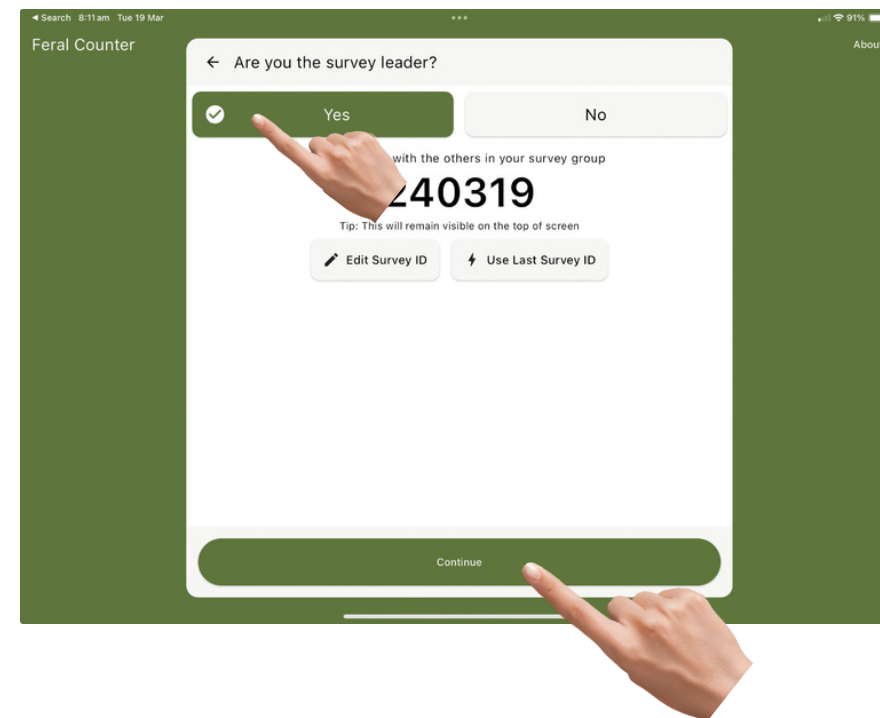 ◀ Search 8:11 am Tue 19 Mar
91%
Feral Counter
Abou
← Are you the survey leader?
Yes
No
with the others in your survey group
240319
Tip: This will remain visible on the top of screen
Edit Survey ID
Use Last Survey ID
Continue